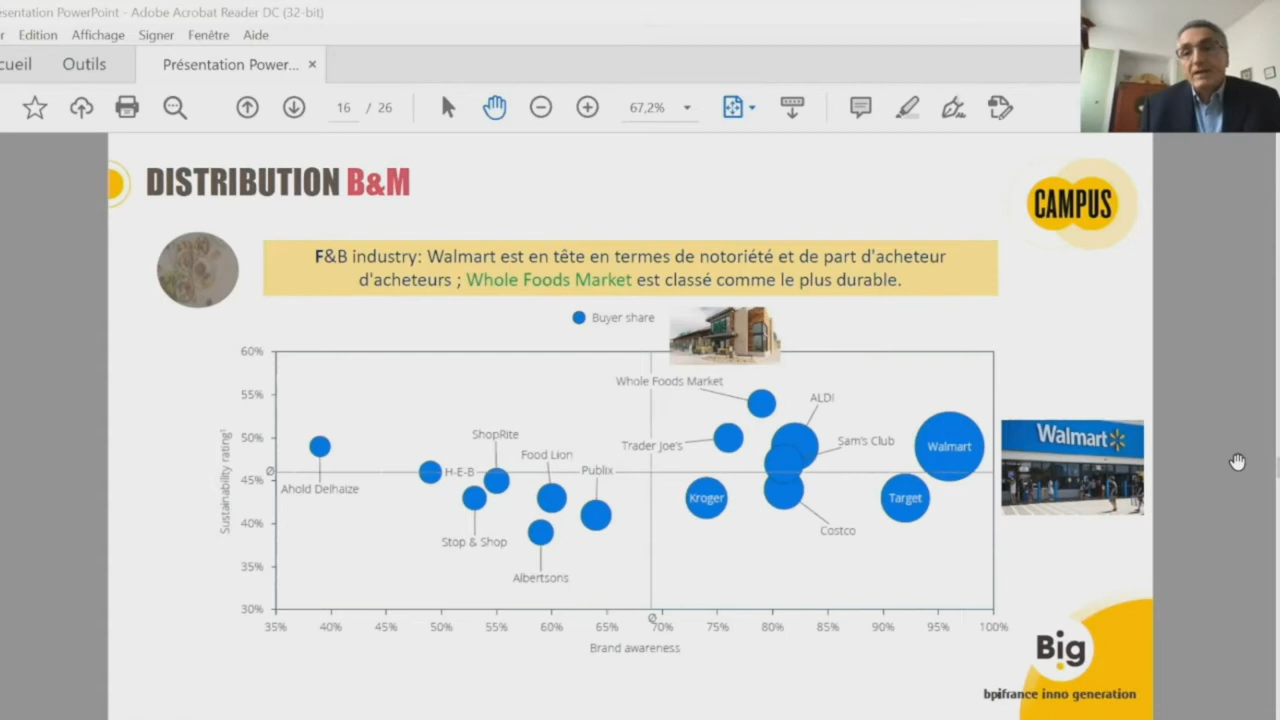 ésentation PowerPoint - Adobe Acrobat Reader DC (32-bit)
r Edition Affichage Signer Fenêtre Aide
cueil Outils Présentation Power... ×
16 / 26 67,2%
DISTRIBUTION B&M
CAMPUS
F&B industry: Walmart est en tête en termes de notoriété et de part d'acheteur
d'acheteurs ; Whole Foods Market est classé comme le plus durable.
Buyer share
60%
Whole Foods Market
55%
ALDI
50%
ShopRite
Trader Joe's
Sam's Club
Walmart
Walmart
Food Lion
Ø
H-E-B
Publix
45%
Ahold Delhaize
Kroger
Target
40%
Stop & Shop
Costco
35%
Albertsons
30%
Sustainability rating¹
Ø
35% 40% 45% 50% 55% 60% 65% 70% 75% 80% 85% 90% 95% 100%
Brand awareness
Big
bpifrance inno generation